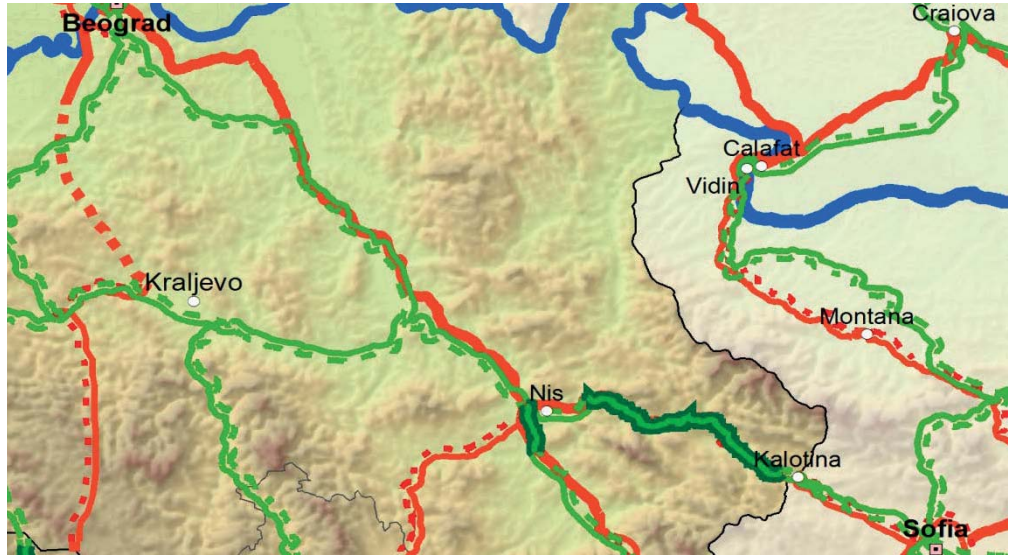 Beograd
Craiova
Calafat
Vidin
Kraljevo
Montana
Nis
Kalotina
Sofia